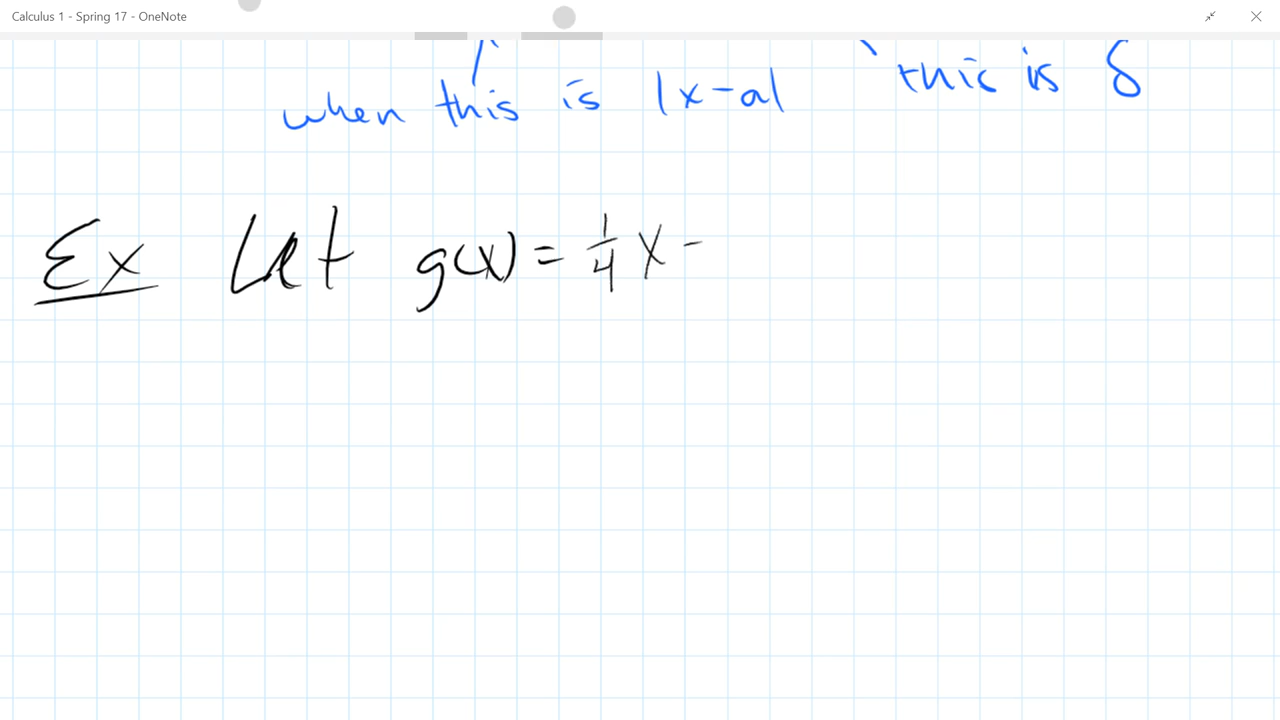 Calculus 1 - Spring 17 - OneNote
when this is |x-a| this is δ
Ex Let g(x) = 1/4 x -